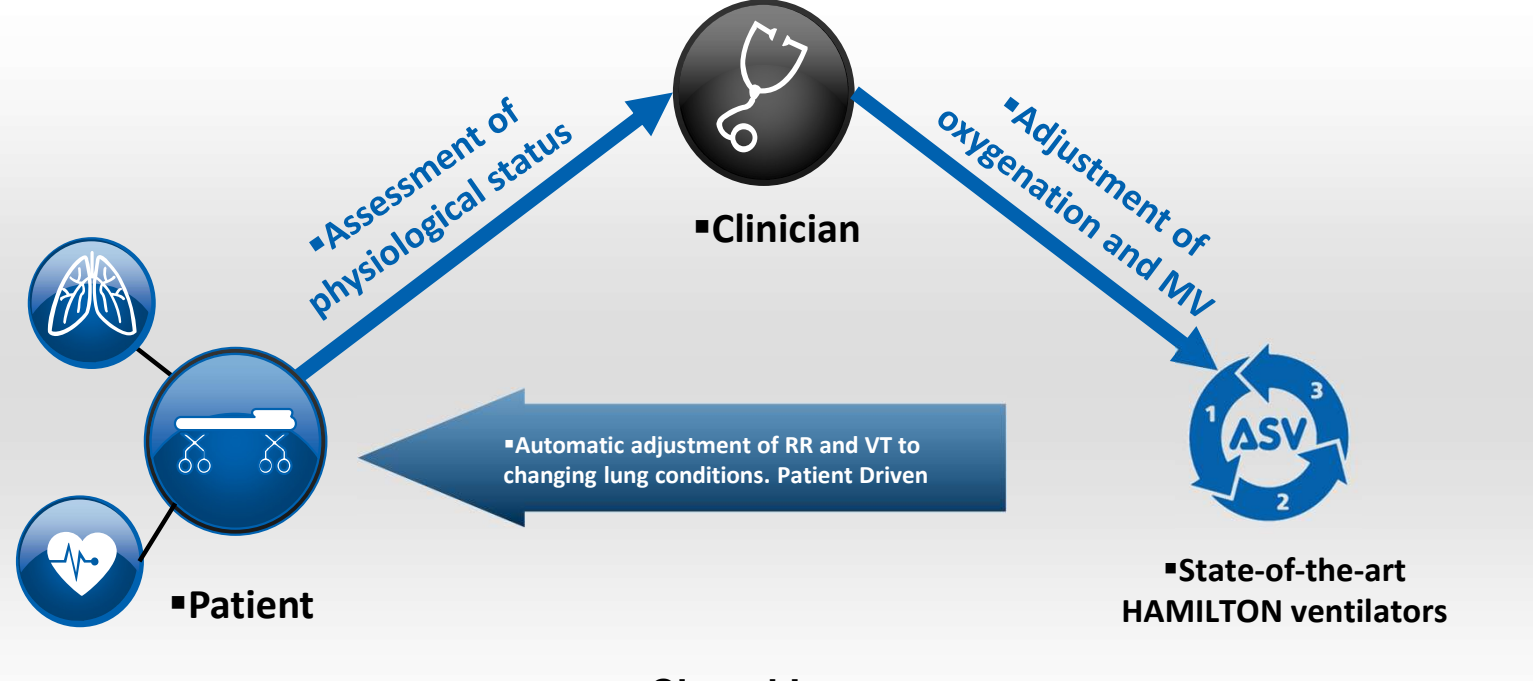 ▪Assessment of
physiological status
▪Clinician
▪Adjustment of
oxygenation and MV
▪Automatic adjustment of RR and VT to
changing lung conditions. Patient Driven
1
ASV
3
2
▪Patient
▪State-of-the-art
HAMILTON ventilators